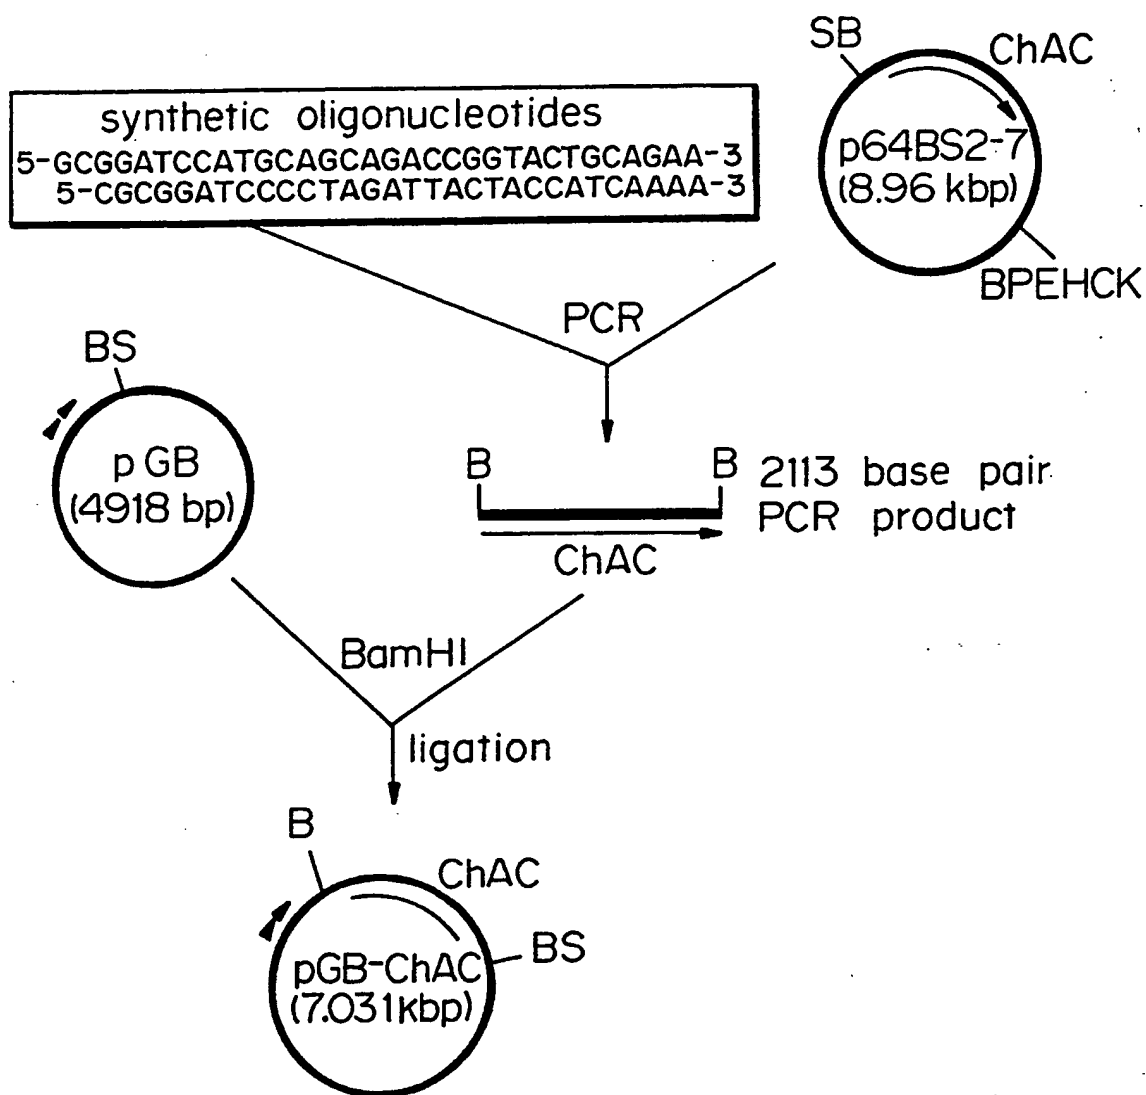 SB
ChAC
synthetic oligonucleotides
5-GCGGATCCATGCAGCAGACCGGTACTGCAGAA-3
5-CGCGGATCCCCTAGATTACTACCATCAAAA-3
p64BS2-7
(8.96 kbp)
BPEHCK
PCR
BS
pGB
(4918 bp)
B
B
2113 base pair
PCR product
ChAC
BamHI
ligation
B
ChAC
BS
pGB-ChAC
(7.031kbp)